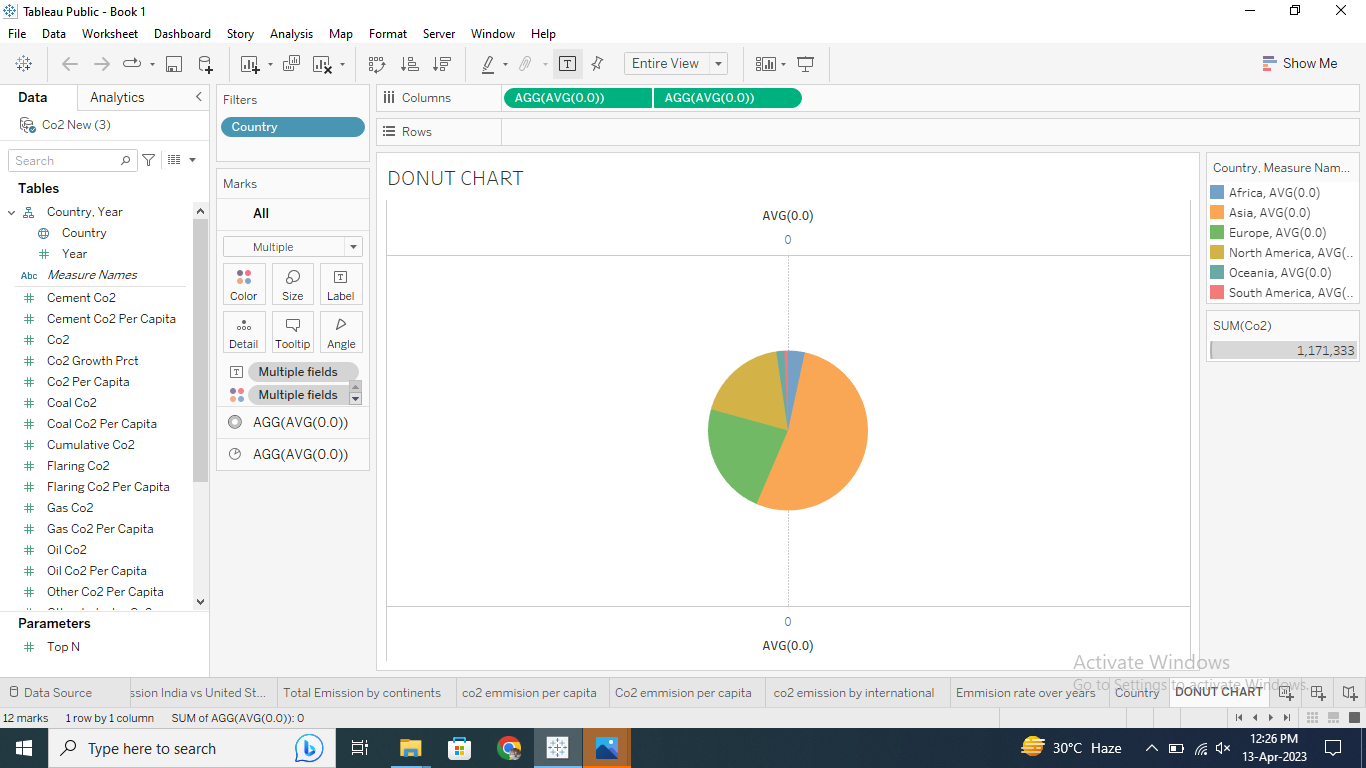 Tableau Public - Book 1
File Data Worksheet Dashboard Story Analysis Map Format Server Window Help
Entire View
Show Me
Data Analytics
Co2 New (3)
Search
Tables
Country, Year
Country
Year
Abc Measure Names
Cement Co2
Cement Co2 Per Capita
Co2
Co2 Growth Prct
Co2 Per Capita
Coal Co2
Coal Co2 Per Capita
Cumulative Co2
Flaring Co2
Flaring Co2 Per Capita
Gas Co2
Gas Co2 Per Capita
Oil Co2
Oil Co2 Per Capita
Other Co2 Per Capita
Parameters
Top N
Filters
Country
Marks
All
Multiple
Color Size Label
Detail Tooltip Angle
Multiple fields
Multiple fields
AGG(AVG(0.0))
AGG(AVG(0.0))
Columns AGG(AVG(0.0)) AGG(AVG(0.0))
Rows
DONUT CHART
AVG(0.0)
0
0
AVG(0.0)
Country, Measure Nam...
Africa, AVG(0.0)
Asia, AVG(0.0)
Europe, AVG(0.0)
North America, AVG(..
Oceania, AVG(0.0)
South America, AVG(..
SUM(Co2)
1,171,333
Activate Windows
Go to Settings to activate Windows.
Data Source ssion India vs United St... Total Emission by continents co2 emmision per capita Co2 emmision per capita co2 emission by international Emmision rate over years Country DONUT CHART
12 marks 1 row by 1 column SUM of AGG(AVG(0.0)): 0
Type here to search
30°C Haze
12:26 PM
13-Apr-2023